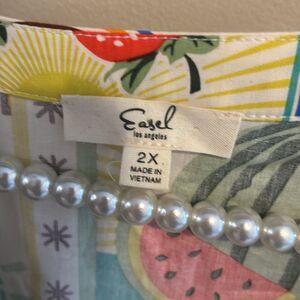 Easel
los angeles
2X
MADE IN
VIETNAM